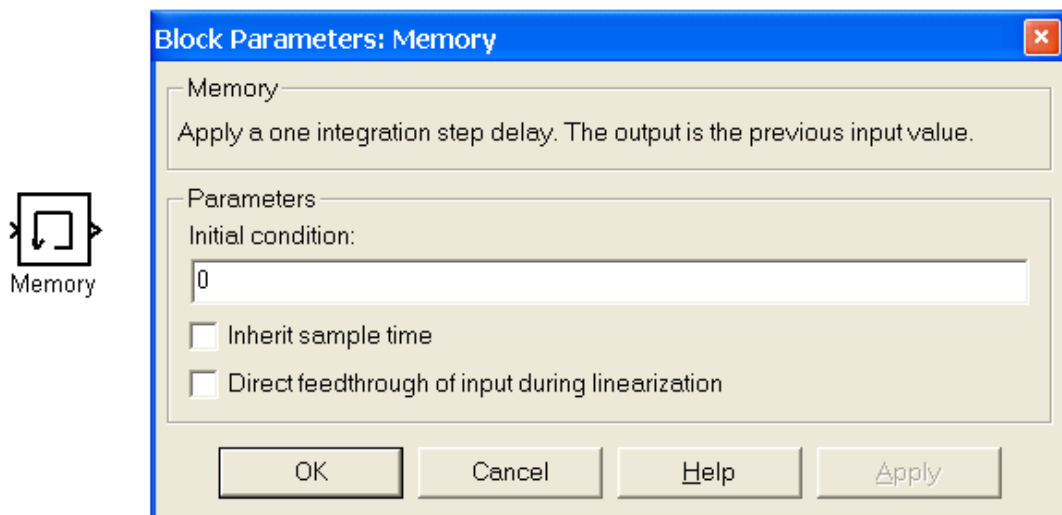 Block Parameters: Memory
Memory
Apply a one integration step delay. The output is the previous input value.
Parameters
Initial condition:
0
Inherit sample time
Direct feedthrough of input during linearization
OK Cancel Help Apply
Memory